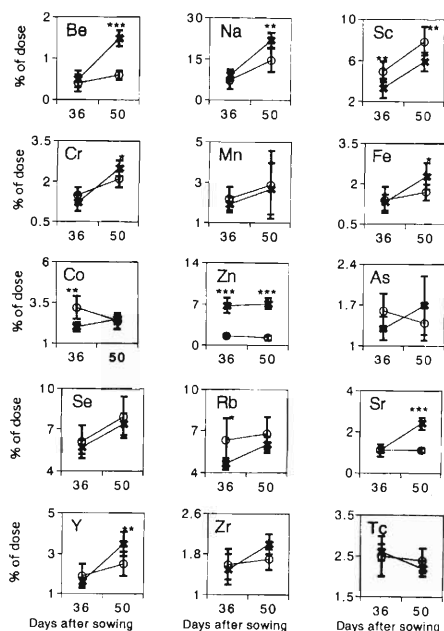 Be *** Na ** Sc ** **
% of dose
2 1 0 30 15 0 10 6 2
36 50 36 50 36 50
Cr * Mn Fe *
% of dose
2.5 1.5 0.5 5 3 1 3.5 2.5 1.5 0.5
36 50 36 50 36 50
Co ** Zn *** *** As
% of dose
6 3.5 1 14 7 0 2.4 1.7 1
36 50 36 50 36 50
Se Rb * Sr ***
% of dose
10 7 4 10 7 4 4 2 0
36 50 36 50 36 50
Y ** Zr Tc
% of dose
5 3 1 2.6 1.8 1 3.5 2.5 1.5
36 50 36 50 36 50
Days after sowing Days after sowing Days after sowing